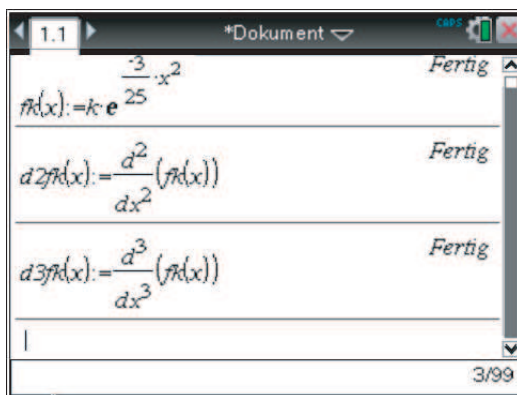 1.1 *Dokument CAPS
fk(x):=k·e^(-3/25·x^2) Fertig
d2fk(x):=d^2/dx^2(fk(x)) Fertig
d3fk(x):=d^3/dx^3(fk(x)) Fertig
3/99